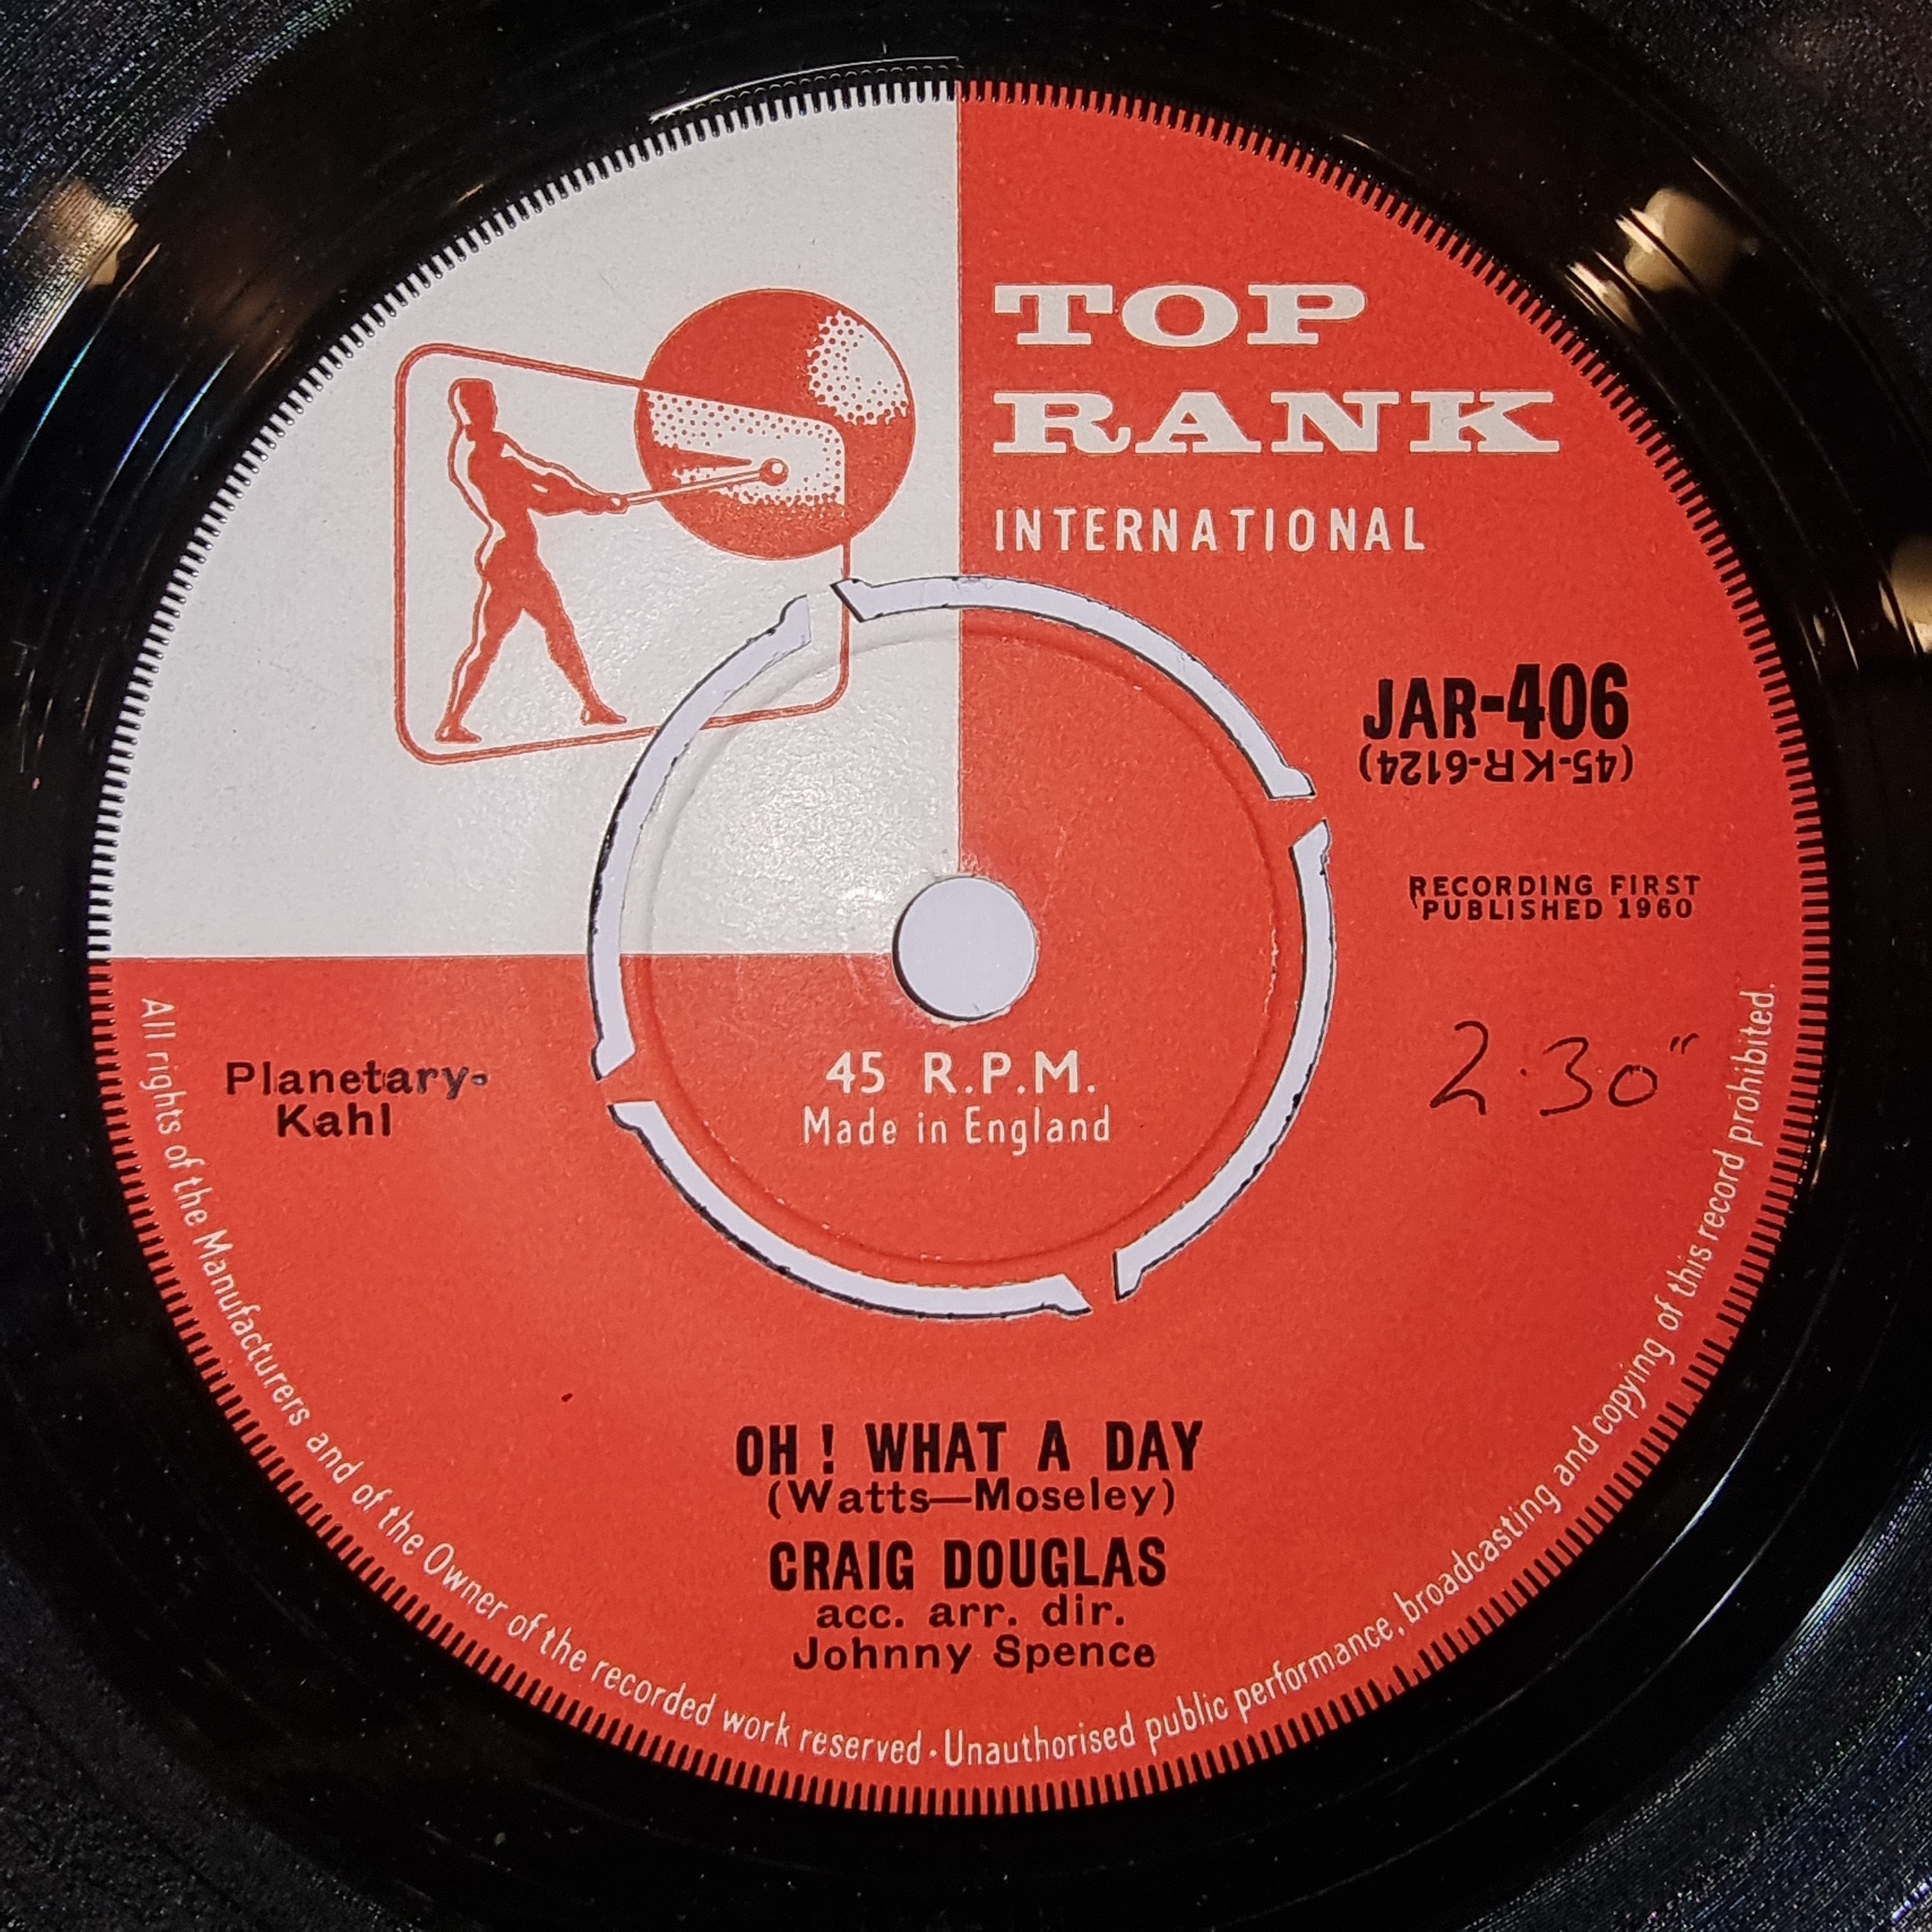 TOP
RANK
INTERNATIONAL
JAR-406
(45-KR-6124)
RECORDING FIRST
PUBLISHED 1960
2.30"
Planetary-
Kahl
45 R.P.M.
Made in England
OH ! WHAT A DAY
(Watts—Moseley)
CRAIG DOUGLAS
acc. arr. dir.
Johnny Spence
All rights of the Manufacturers and of the Owner of the recorded work reserved · Unauthorised public performance, broadcasting and copying of this record prohibited.